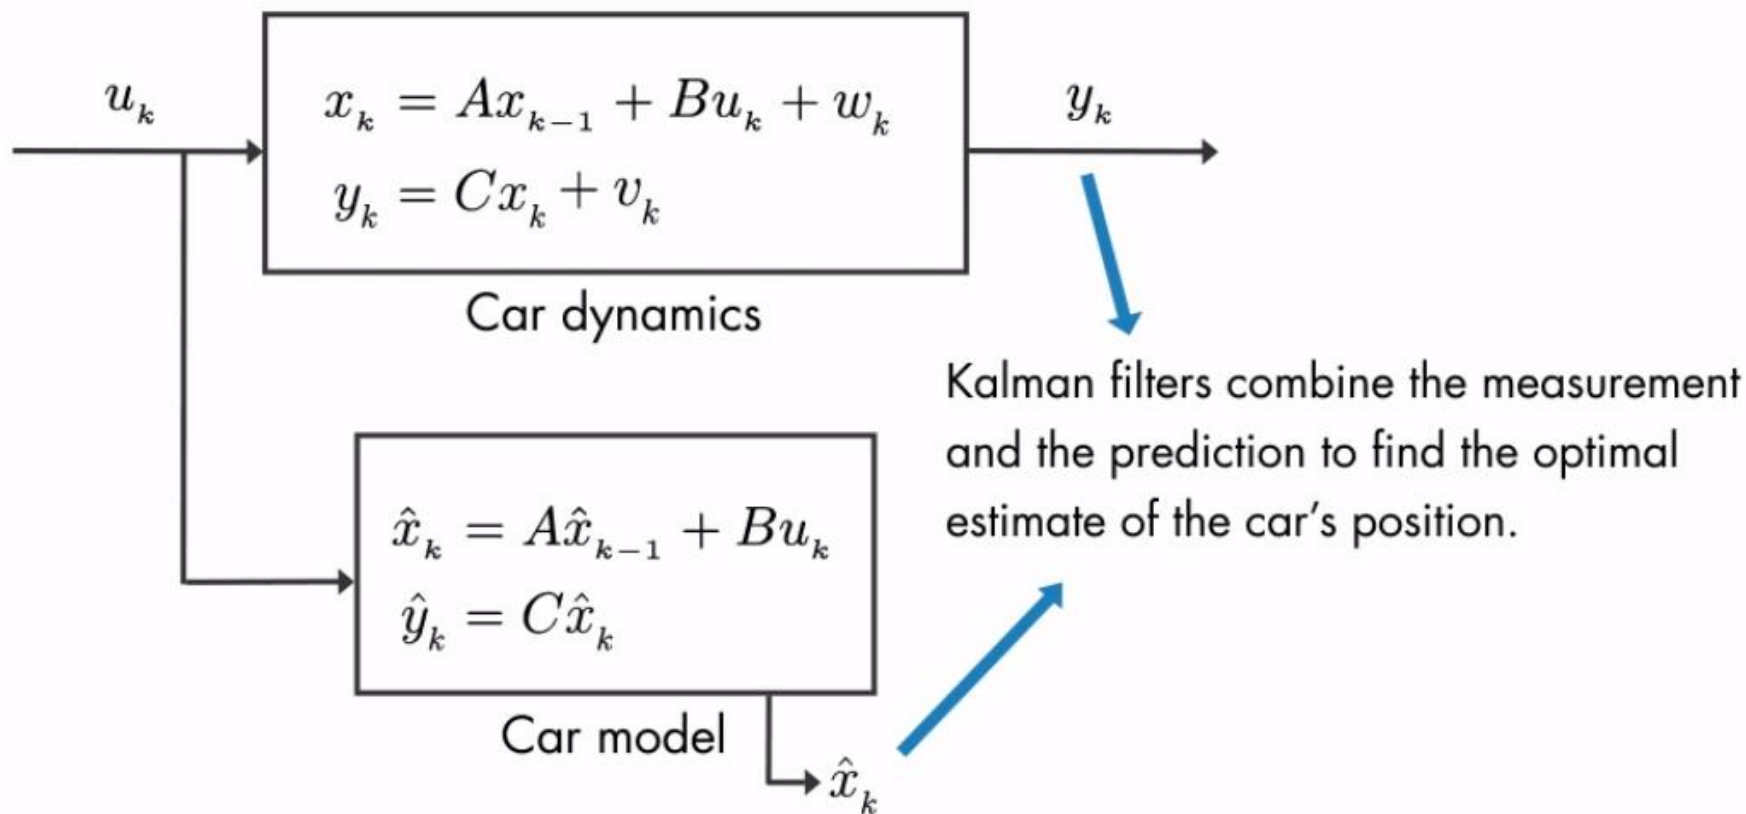 u_k
x_k = Ax_{k-1} + Bu_k + w_k
y_k = Cx_k + v_k
y_k
Car dynamics
Kalman filters combine the measurement
and the prediction to find the optimal
estimate of the car's position.
x̂_k = Ax̂_{k-1} + Bu_k
ŷ_k = Cx̂_k
Car model
x̂_k